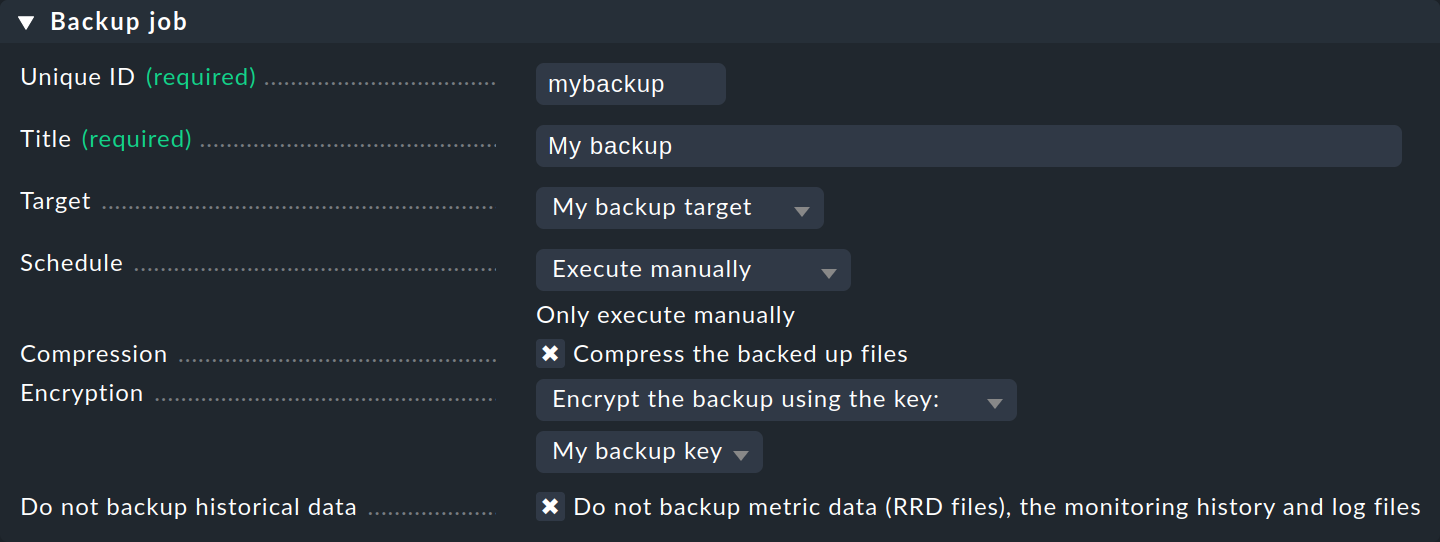 Backup job
Unique ID (required) mybackup
Title (required) My backup
Target My backup target
Schedule Execute manually
Only execute manually
Compression Compress the backed up files
Encryption Encrypt the backup using the key:
My backup key
Do not backup historical data Do not backup metric data (RRD files), the monitoring history and log files